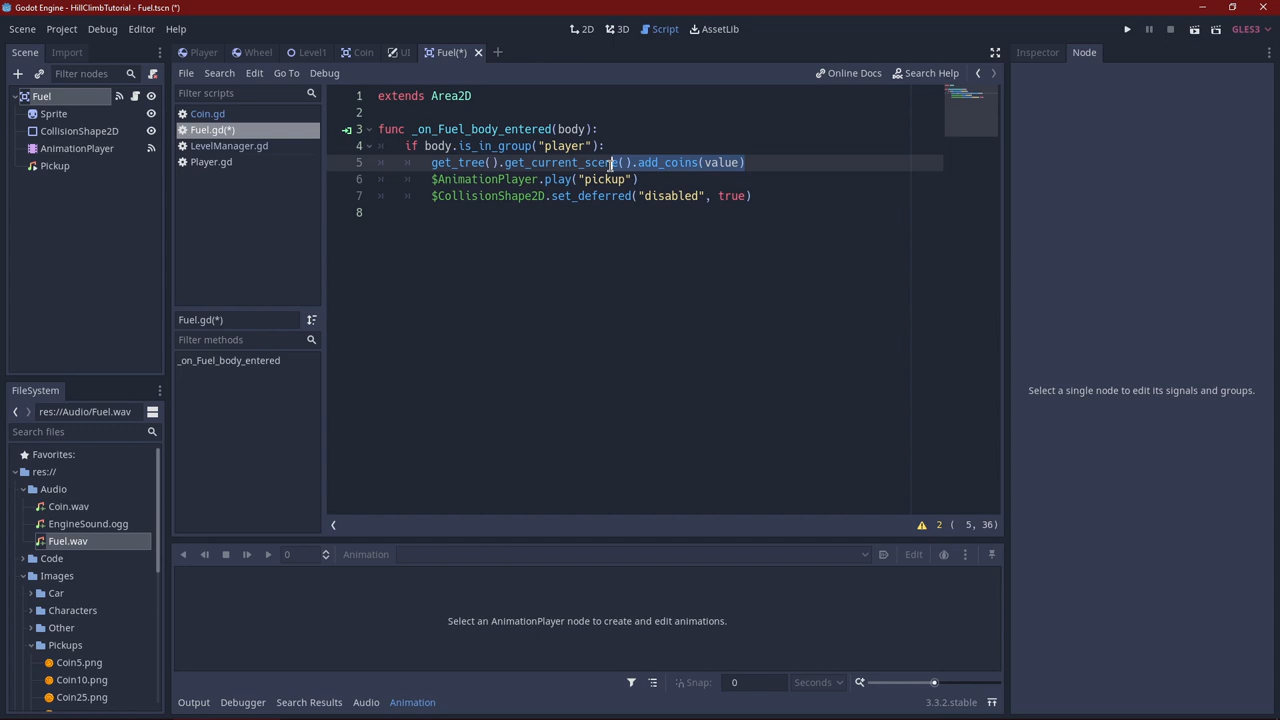 Godot Engine - HillClimbTutorial - Fuel.tscn (*)
Scene Project Debug Editor Help
2D 3D Script AssetLib
GLES3
Scene Import
Filter nodes
Fuel
Sprite
CollisionShape2D
AnimationPlayer
Pickup
Player Wheel Level1 Coin UI Fuel(*)
File Search Edit Go To Debug
Online Docs Search Help
Filter scripts
Coin.gd
Fuel.gd(*)
LevelManager.gd
Player.gd
Fuel.gd(*)
Filter methods
_on_Fuel_body_entered
1 extends Area2D
2
3 func _on_Fuel_body_entered(body):
4 if body.is_in_group("player"):
5 get_tree().get_current_scene().add_coins(value)
6 $AnimationPlayer.play("pickup")
7 $CollisionShape2D.set_deferred("disabled", true)
8
2 ( 5, 36)
Inspector Node
Select a single node to edit its signals and groups.
FileSystem
res://Audio/Fuel.wav
Search files
Favorites:
res://
Audio
Coin.wav
EngineSound.ogg
Fuel.wav
Code
Images
Car
Characters
Other
Pickups
Coin5.png
Coin10.png
Coin25.png
0 Animation Edit
Select an AnimationPlayer node to create and edit animations.
Snap: 0 Seconds
Output Debugger Search Results Audio Animation
3.3.2.stable